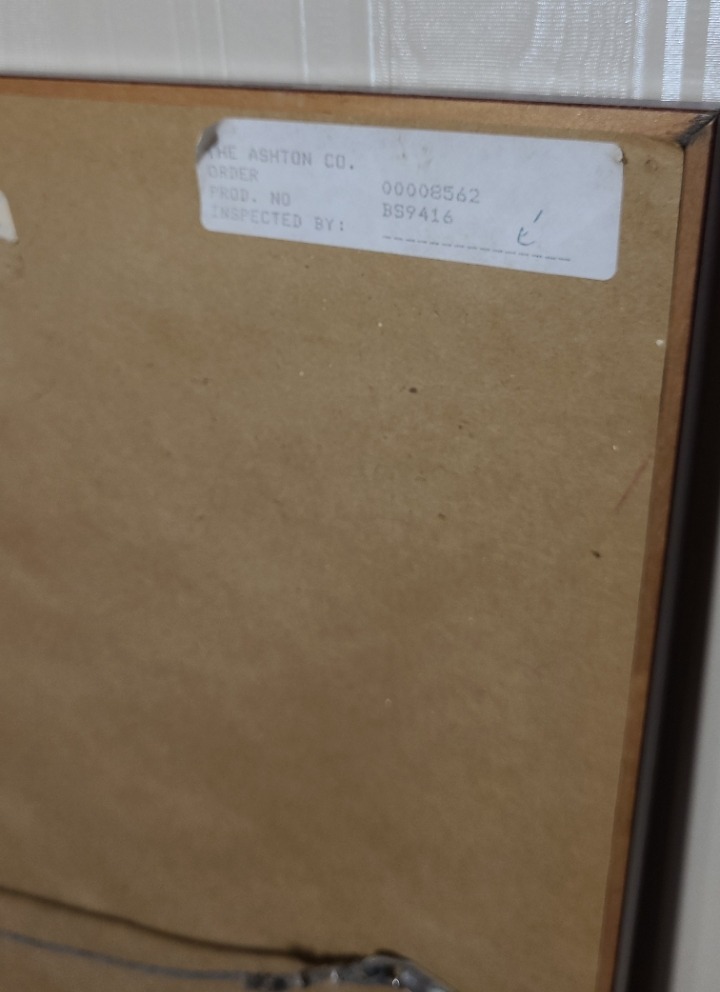 THE ASHTON CO.
ORDER 00008562
PROD. NO BS9416
INSPECTED BY: